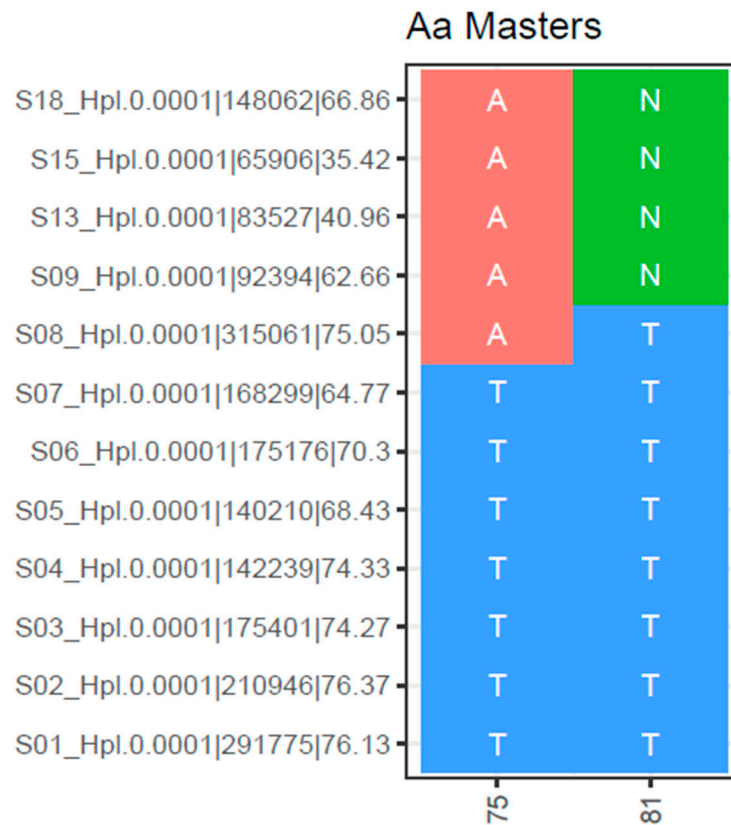 Aa Masters
S18_Hpl.0.0001|148062|66.86 A N
S15_Hpl.0.0001|65906|35.42 A N
S13_Hpl.0.0001|83527|40.96 A N
S09_Hpl.0.0001|92394|62.66 A N
S08_Hpl.0.0001|315061|75.05 A T
S07_Hpl.0.0001|168299|64.77 T T
S06_Hpl.0.0001|175176|70.3 T T
S05_Hpl.0.0001|140210|68.43 T T
S04_Hpl.0.0001|142239|74.33 T T
S03_Hpl.0.0001|175401|74.27 T T
S02_Hpl.0.0001|210946|76.37 T T
S01_Hpl.0.0001|291775|76.13 T T
75 81